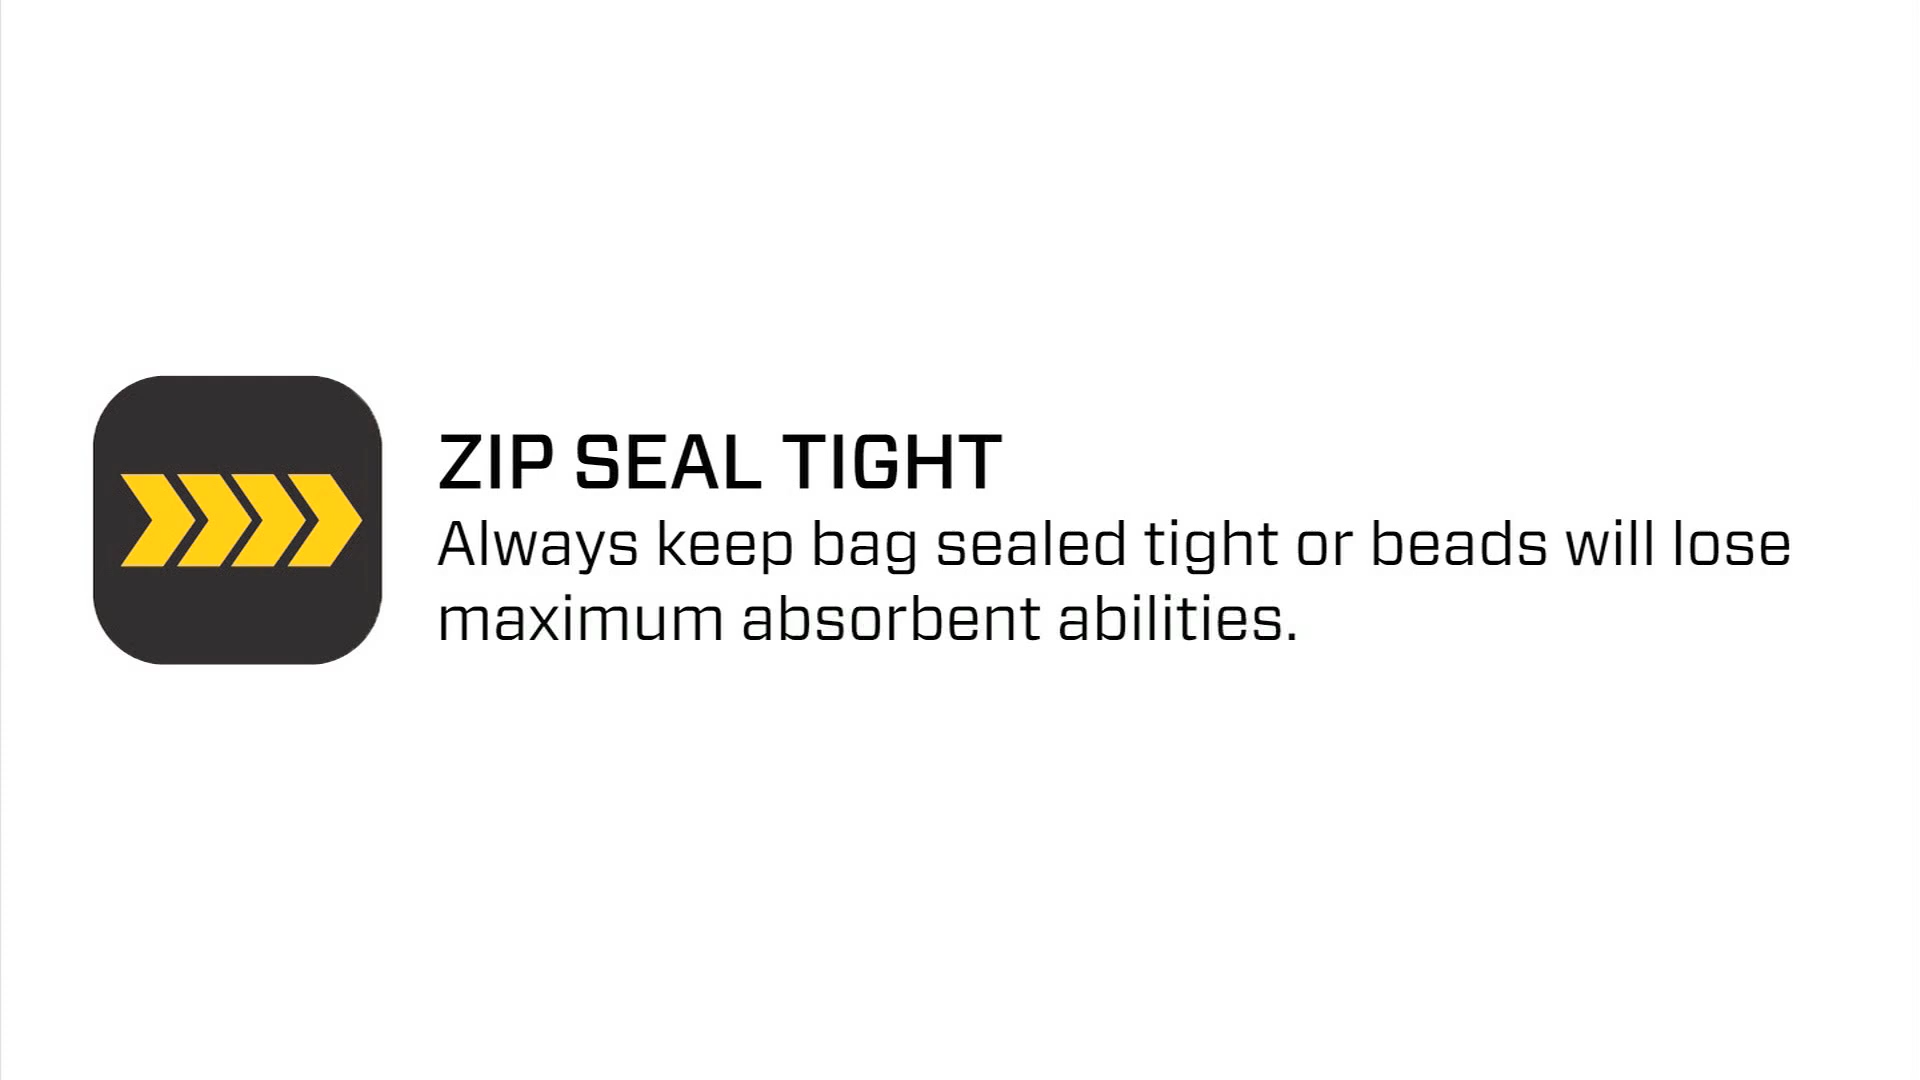 ZIP SEAL TIGHT
Always keep bag sealed tight or beads will lose
maximum absorbent abilities.